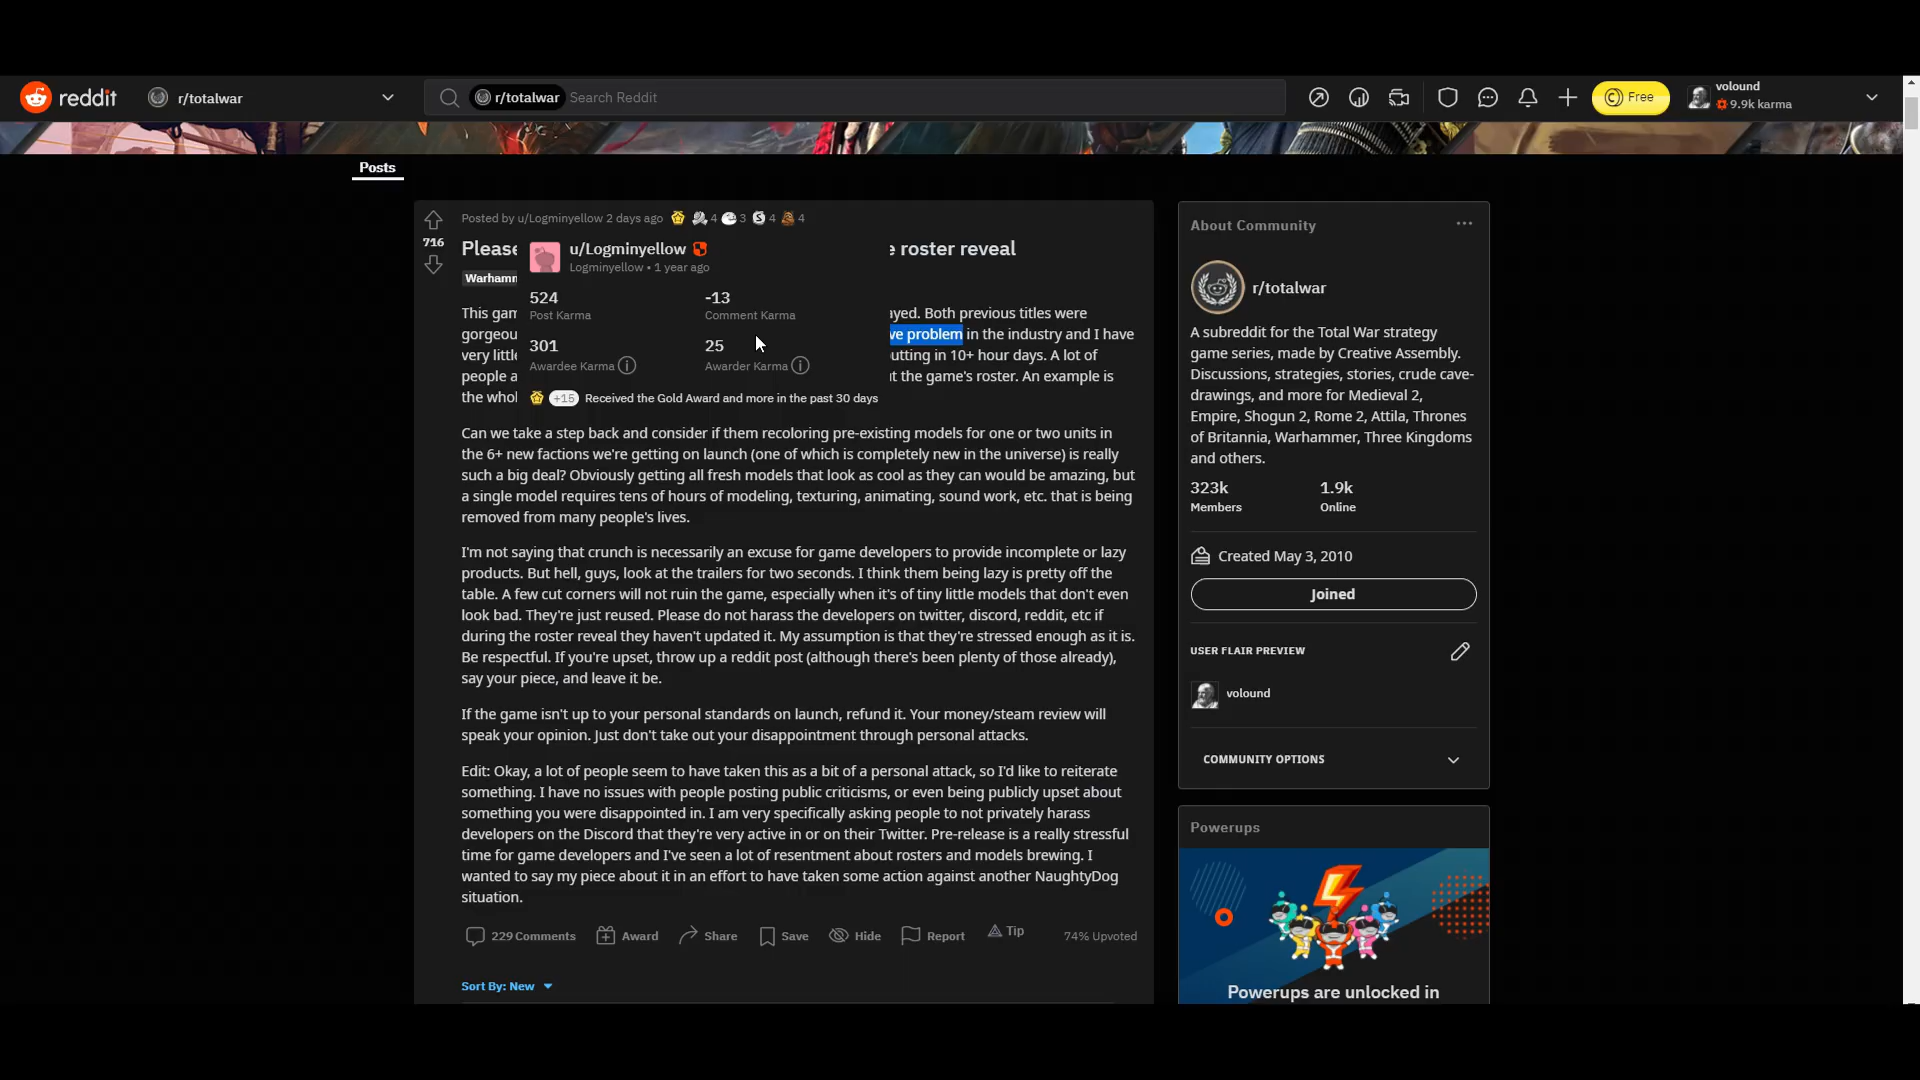 reddit
r/totalwar
r/totalwar Search Reddit
Free
volound
9.9k karma
Posts
Posted by u/Logminyellow 2 days ago 4 3 4 4
716
Please
e roster reveal
u/Logminyellow
Logminyellow • 1 year ago
Warhamm
524
Post Karma
-13
Comment Karma
301
Awardee Karma
25
Awarder Karma
+15 Received the Gold Award and more in the past 30 days
This gam
ayed. Both previous titles were
gorgeou
ve problem in the industry and I have
very little
utting in 10+ hour days. A lot of
people a
t the game's roster. An example is
the whol
Can we take a step back and consider if them recoloring pre-existing models for one or two units in
the 6+ new factions we're getting on launch (one of which is completely new in the universe) is really
such a big deal? Obviously getting all fresh models that look as cool as they can would be amazing, but
a single model requires tens of hours of modeling, texturing, animating, sound work, etc. that is being
removed from many people's lives.
I'm not saying that crunch is necessarily an excuse for game developers to provide incomplete or lazy
products. But hell, guys, look at the trailers for two seconds. I think them being lazy is pretty off the
table. A few cut corners will not ruin the game, especially when it's of tiny little models that don't even
look bad. They're just reused. Please do not harass the developers on twitter, discord, reddit, etc if
during the roster reveal they haven't updated it. My assumption is that they're stressed enough as it is.
Be respectful. If you're upset, throw up a reddit post (although there's been plenty of those already),
say your piece, and leave it be.
If the game isn't up to your personal standards on launch, refund it. Your money/steam review will
speak your opinion. Just don't take out your disappointment through personal attacks.
Edit: Okay, a lot of people seem to have taken this as a bit of a personal attack, so I'd like to reiterate
something. I have no issues with people posting public criticisms, or even being publicly upset about
something you were disappointed in. I am very specifically asking people to not privately harass
developers on the Discord that they're very active in or on their Twitter. Pre-release is a really stressful
time for game developers and I've seen a lot of resentment about rosters and models brewing. I
wanted to say my piece about it in an effort to have taken some action against another NaughtyDog
situation.
229 Comments Award Share Save Hide Report Tip 74% Upvoted
Sort By: New
About Community
r/totalwar
A subreddit for the Total War strategy
game series, made by Creative Assembly.
Discussions, strategies, stories, crude cave-
drawings, and more for Medieval 2,
Empire, Shogun 2, Rome 2, Attila, Thrones
of Britannia, Warhammer, Three Kingdoms
and others.
323k
Members
1.9k
Online
Created May 3, 2010
Joined
USER FLAIR PREVIEW
volound
COMMUNITY OPTIONS
Powerups
Powerups are unlocked in